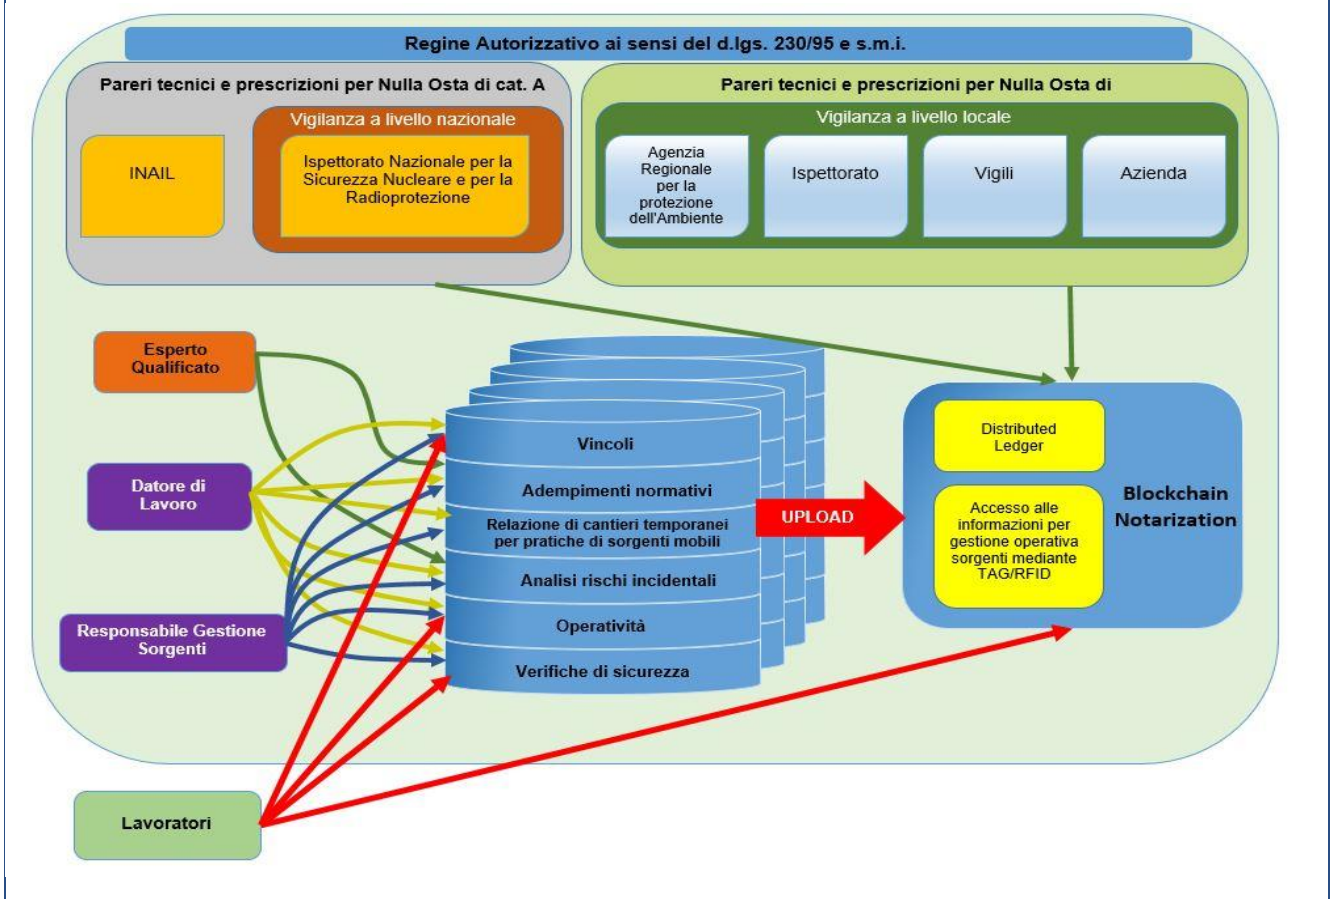 Regine Autorizzativo ai sensi del d.lgs. 230/95 e s.m.i.
Pareri tecnici e prescrizioni per Nulla Osta di cat. A
Vigilanza a livello nazionale
INAIL
Ispettorato Nazionale per la
Sicurezza Nucleare e per la
Radioprotezione
Pareri tecnici e prescrizioni per Nulla Osta di
Vigilanza a livello locale
Agenzia
Regionale
per la
protezione
dell'Ambiente
Ispettorato
Vigili
Azienda
Esperto
Qualificato
Datore di
Lavoro
Responsabile Gestione
Sorgenti
Lavoratori
Vincoli
Adempimenti normativi
Relazione di cantieri temporanei
per pratiche di sorgenti mobili
Analisi rischi incidentali
Operatività
Verifiche di sicurezza
UPLOAD
Distributed
Ledger
Accesso alle
informazioni per
gestione operativa
sorgenti mediante
TAG/RFID
Blockchain
Notarization